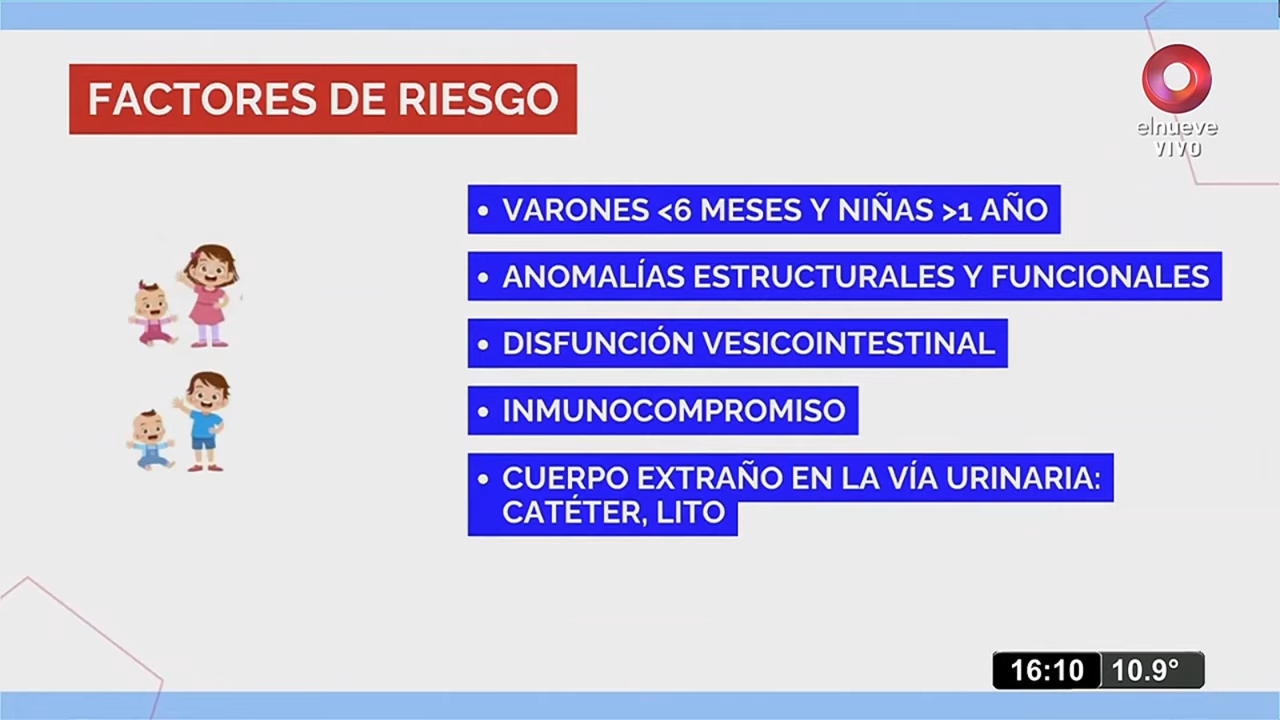 FACTORES DE RIESGO
elnueve
VIVO
• VARONES <6 MESES Y NIÑAS >1 AÑO
• ANOMALÍAS ESTRUCTURALES Y FUNCIONALES
• DISFUNCIÓN VESICOINTESTINAL
• INMUNOCOMPROMISO
• CUERPO EXTRAÑO EN LA VÍA URINARIA:
CATÉTER, LITO
16:10 10.9°